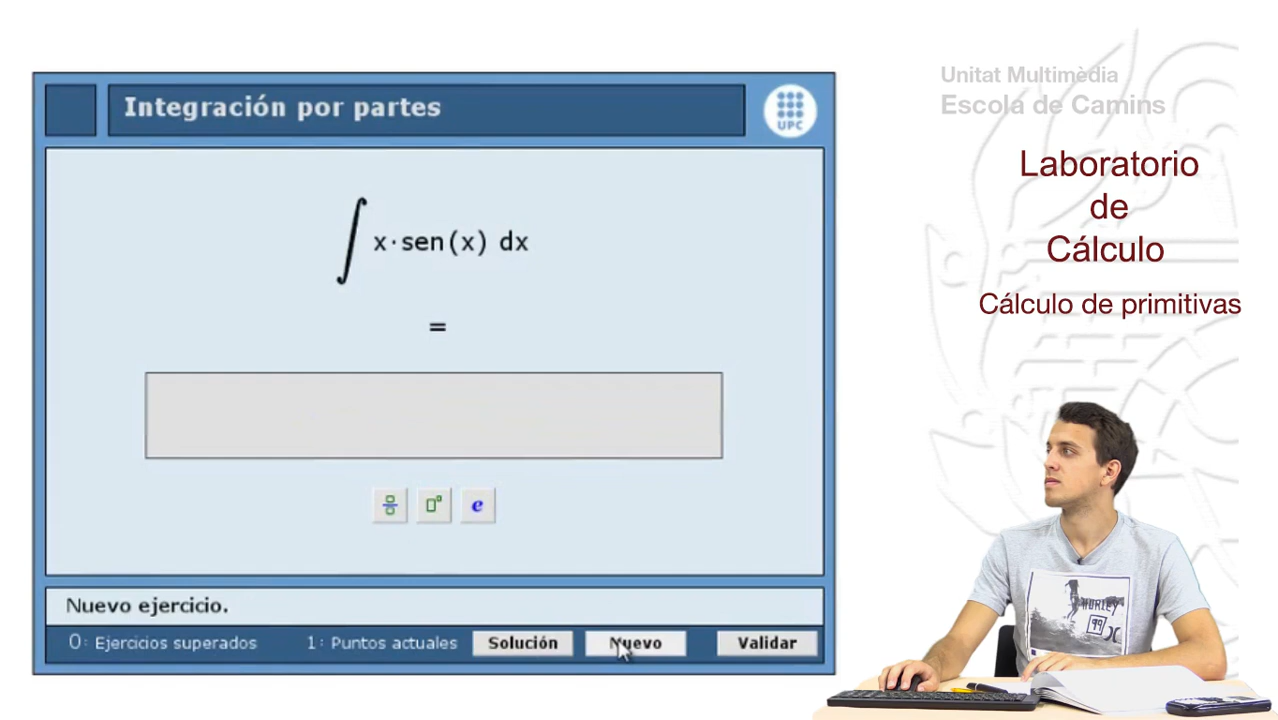 Integración por partes
UPC
∫ x·sen(x) dx
=
e
Nuevo ejercicio.
0: Ejercicios superados
1: Puntos actuales
Solución
Nuevo
Validar
Unitat Multimèdia
Escola de Camins
Laboratorio
de
Cálculo
Cálculo de primitivas
HURLEY
99